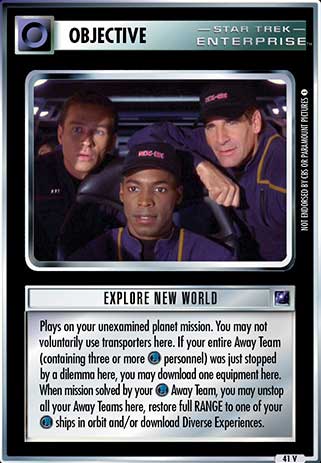 OBJECTIVE
STAR TREK
ENTERPRISE™
NOT ENDORSED BY CBS OR PARAMOUNT PICTURES
EXPLORE NEW WORLD
Plays on your unexamined planet mission. You may not
voluntarily use transporters here. If your entire Away Team
(containing three or more personnel) was just stopped
by a dilemma here, you may download one equipment here.
When mission solved by your Away Team, you may unstop
all your Away Teams here, restore full RANGE to one of your
ships in orbit and/or download Diverse Experiences.
41 V